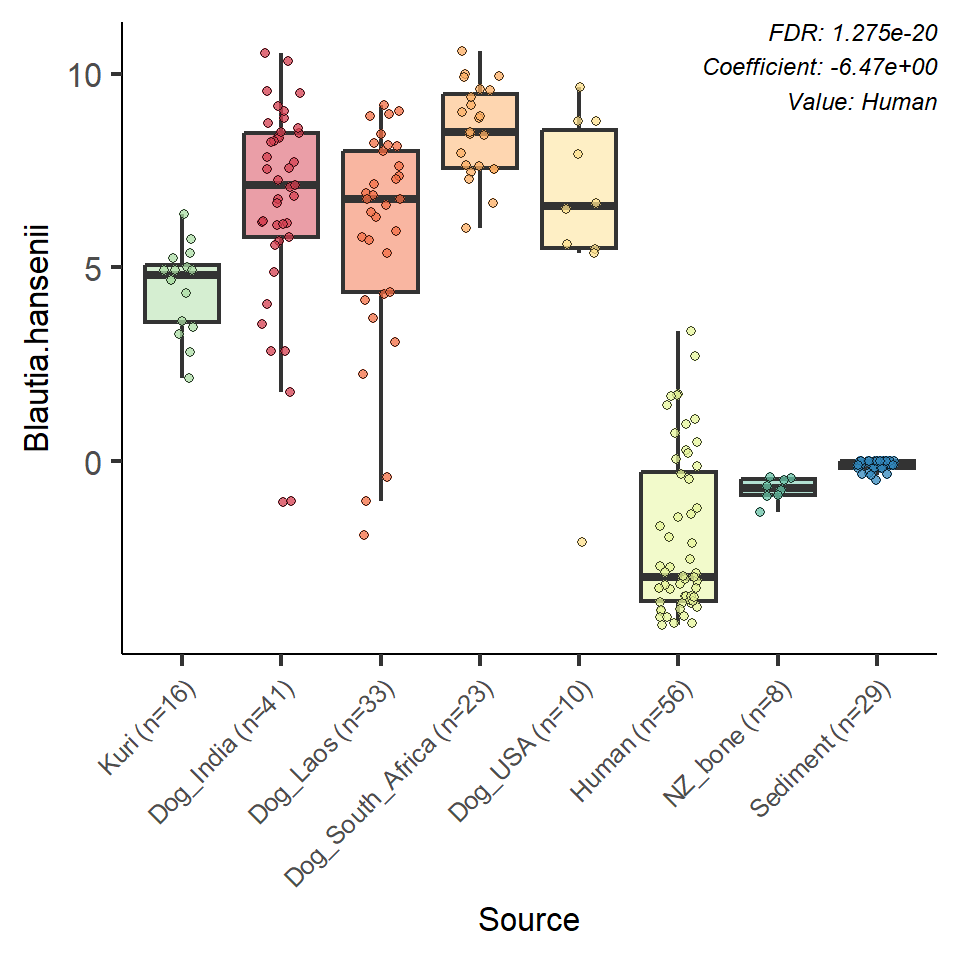 FDR: 1.275e-20
Coefficient: -6.47e+00
Value: Human
10
5
0
Blautia.hansenii
Kuri (n=16)
Dog_India (n=41)
Dog_Laos (n=33)
Dog_South_Africa (n=23)
Dog_USA (n=10)
Human (n=56)
NZ_bone (n=8)
Sediment (n=29)
Source